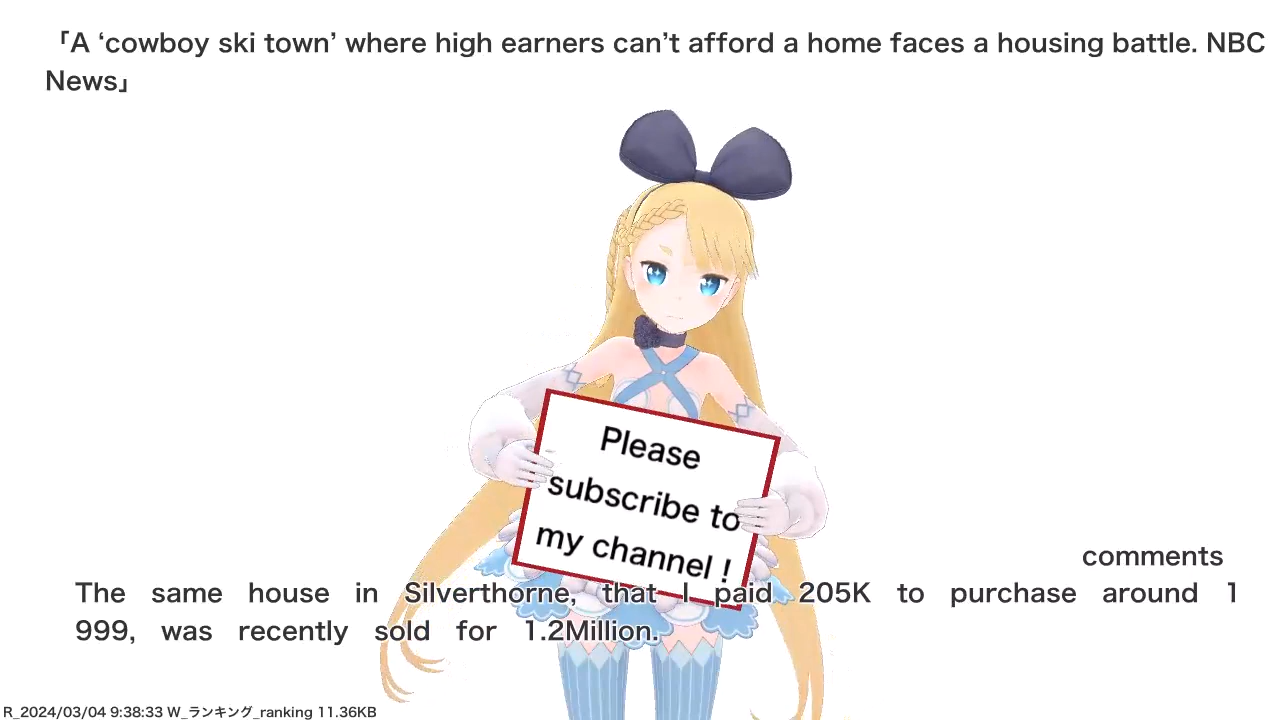 「A ‘cowboy ski town’ where high earners can’t afford a home faces a housing battle. NBC
News」
Please
subscribe to
my channel !
comments
The same house in Silverthorne, that I paid 205K to purchase around 1
999, was recently sold for 1.2Million.
R_2024/03/04 9:38:33 W_ランキング_ranking 11.36KB